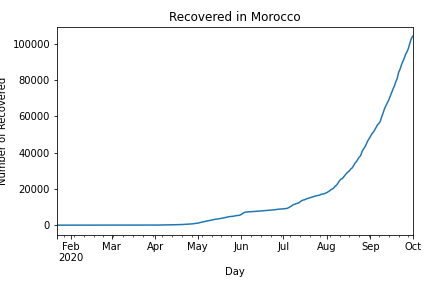 Recovered in Morocco
Number of Recovered
100000
80000
60000
40000
20000
0
Feb Mar Apr May Jun Jul Aug Sep Oct
2020
Day